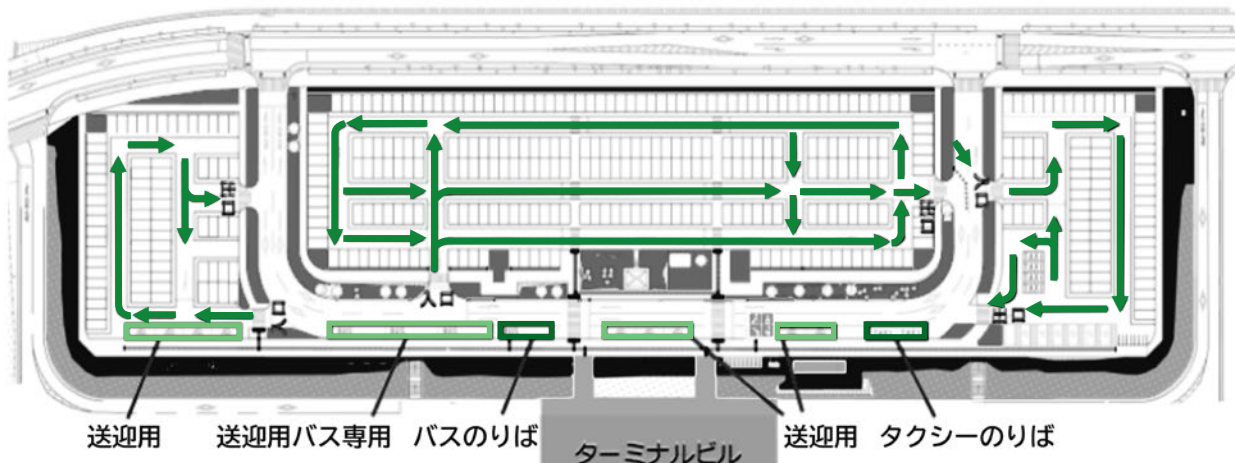 出口
入口
出口
入口
入口
出口
入口
出口
送迎用
送迎用バス専用
バスのりば
送迎用
タクシーのりば
ターミナルビル